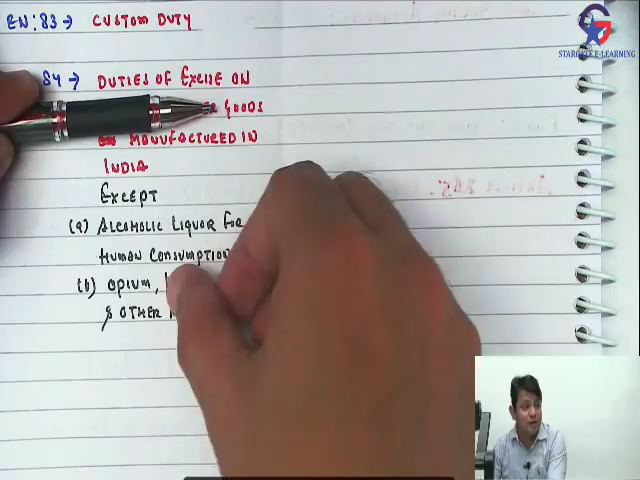 EN:83→ CUSTOM DUTY
STARGATE E-LEARNING
84→ DUTIES OF EXCISE ON
GOODS
MANUFACTURED IN
INDIA
EXCEPT
(a) ALCOHOLIC LIQUOR FOR
HUMAN CONSUMPTION
(b) OPIUM,
& OTHER